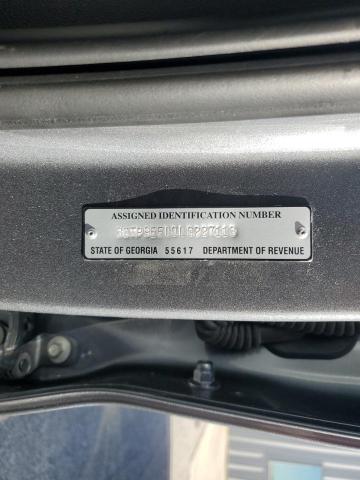 ASSIGNED IDENTIFICATION NUMBER
STATE OF GEORGIA 55617 DEPARTMENT OF REVENUE